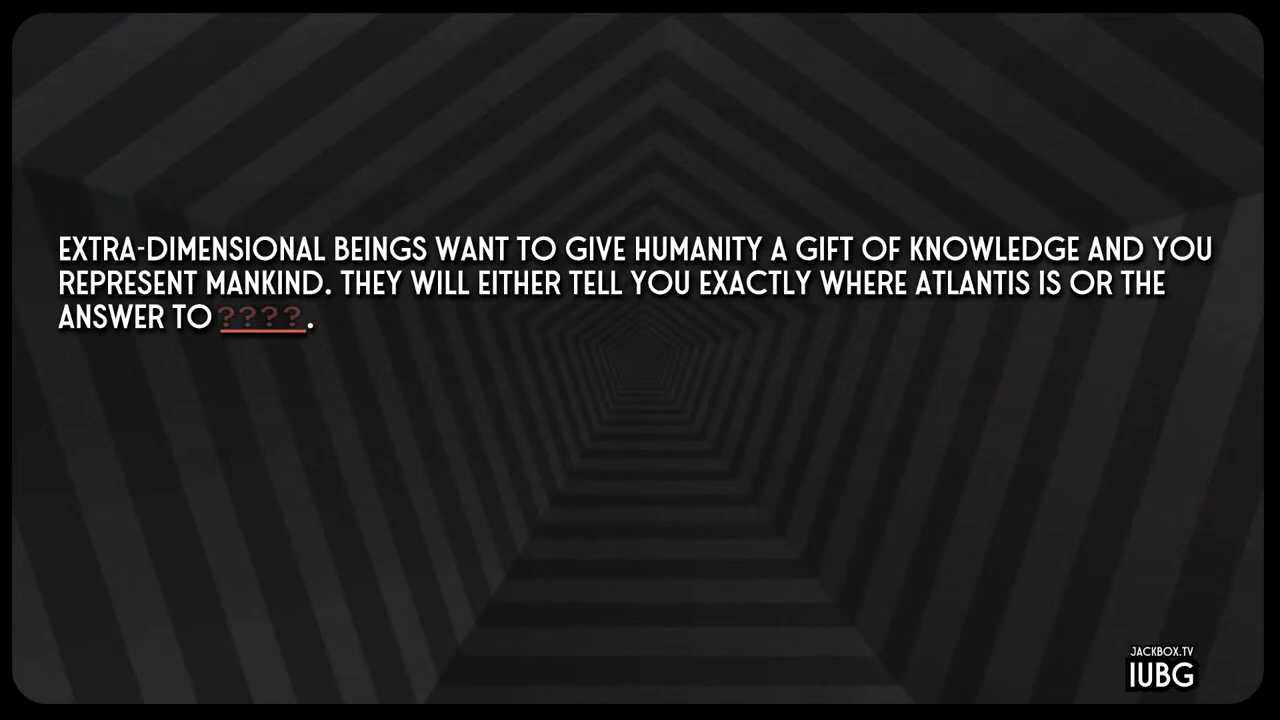 EXTRA-DIMENSIONAL BEINGS WANT TO GIVE HUMANITY A GIFT OF KNOWLEDGE AND YOU
REPRESENT MANKIND. THEY WILL EITHER TELL YOU EXACTLY WHERE ATLANTIS IS OR THE
ANSWER TO ????.
JACKBOX.TV
IUBG